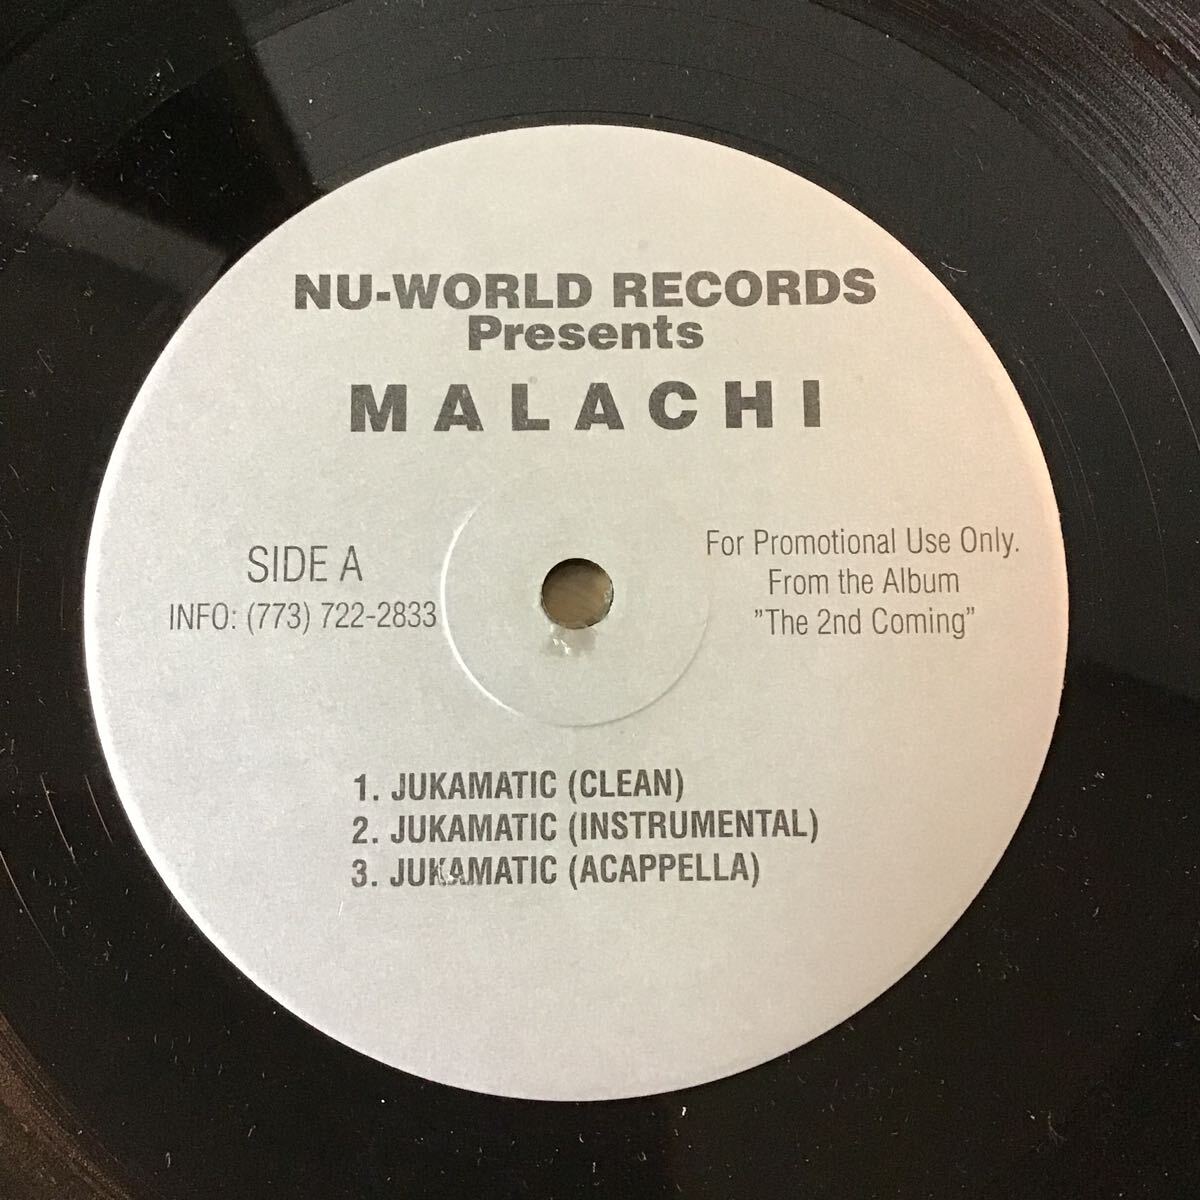 NU-WORLD RECORDS
Presents
MALACHI
SIDE A
INFO: (773) 722-2833
For Promotional Use Only.
From the Album
"The 2nd Coming"
1. JUKAMATIC (CLEAN)
2. JUKAMATIC (INSTRUMENTAL)
3. JUKAMATIC (ACAPPELLA)